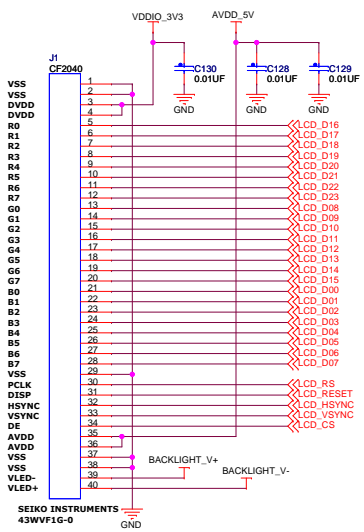 VDDIO_3V3 AVDD_5V
J1
CF2040
C130
0.01UF
C128
0.01UF
C129
0.01UF
GND GND GND
VSS 1
VSS 2
DVDD 3
DVDD 4
R0 5 LCD_D16
R1 6 LCD_D17
R2 7 LCD_D18
R3 8 LCD_D19
R4 9 LCD_D20
R5 10 LCD_D21
R6 11 LCD_D22
R7 12 LCD_D23
G0 13 LCD_D08
G1 14 LCD_D09
G2 15 LCD_D10
G3 16 LCD_D11
G4 17 LCD_D12
G5 18 LCD_D13
G6 19 LCD_D14
G7 20 LCD_D15
B0 21 LCD_D00
B1 22 LCD_D01
B2 23 LCD_D02
B3 24 LCD_D03
B4 25 LCD_D04
B5 26 LCD_D05
B6 27 LCD_D06
B7 28 LCD_D07
VSS 29
PCLK 30 LCD_RS
DISP 31 LCD_RESET
HSYNC 32 LCD_HSYNC
VSYNC 33 LCD_VSYNC
DE 34 LCD_CS
AVDD 35
AVDD 36
VSS 37
VSS 38
VLED- 39 BACKLIGHT_V+
VLED+ 40 BACKLIGHT_V-
SEIKO INSTRUMENTS
43WVF1G-0
GND